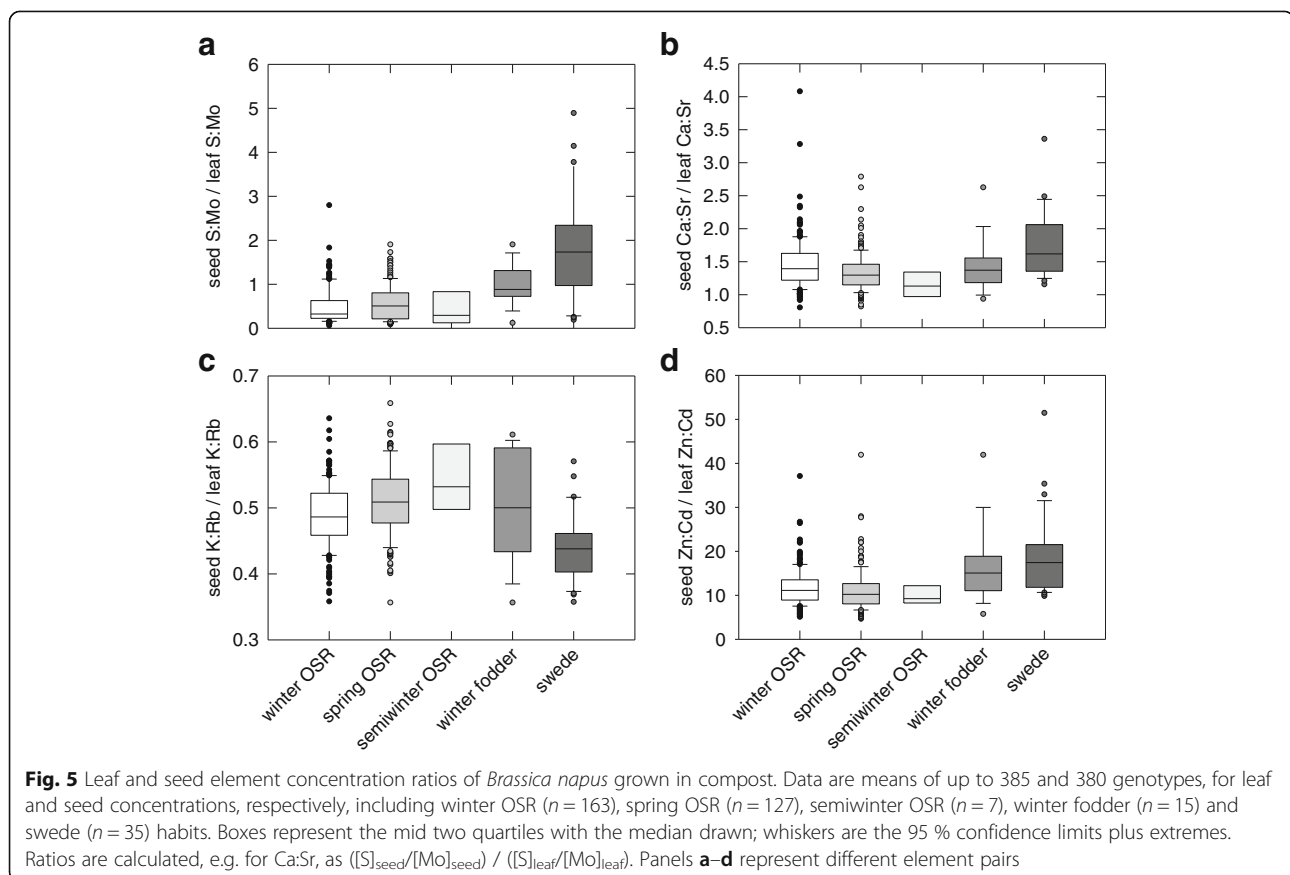 a
6
5
4
3
2
1
0
seed S:Mo / leaf S:Mo
b
4.5
4.0
3.5
3.0
2.5
2.0
1.5
1.0
0.5
seed Ca:Sr / leaf Ca:Sr
c
0.7
0.6
0.5
0.4
0.3
seed K:Rb / leaf K:Rb
winter OSR
spring OSR
semiwinter OSR
winter fodder
swede
d
60
50
40
30
20
10
0
seed Zn:Cd / leaf Zn:Cd
winter OSR
spring OSR
semiwinter OSR
winter fodder
swede
Fig. 5 Leaf and seed element concentration ratios of Brassica napus grown in compost. Data are means of up to 385 and 380 genotypes, for leaf
and seed concentrations, respectively, including winter OSR (n = 163), spring OSR (n = 127), semiwinter OSR (n = 7), winter fodder (n = 15) and
swede (n = 35) habits. Boxes represent the mid two quartiles with the median drawn; whiskers are the 95 % confidence limits plus extremes.
Ratios are calculated, e.g. for Ca:Sr, as ([S]seed/[Mo]seed) / ([S]leaf/[Mo]leaf). Panels a–d represent different element pairs